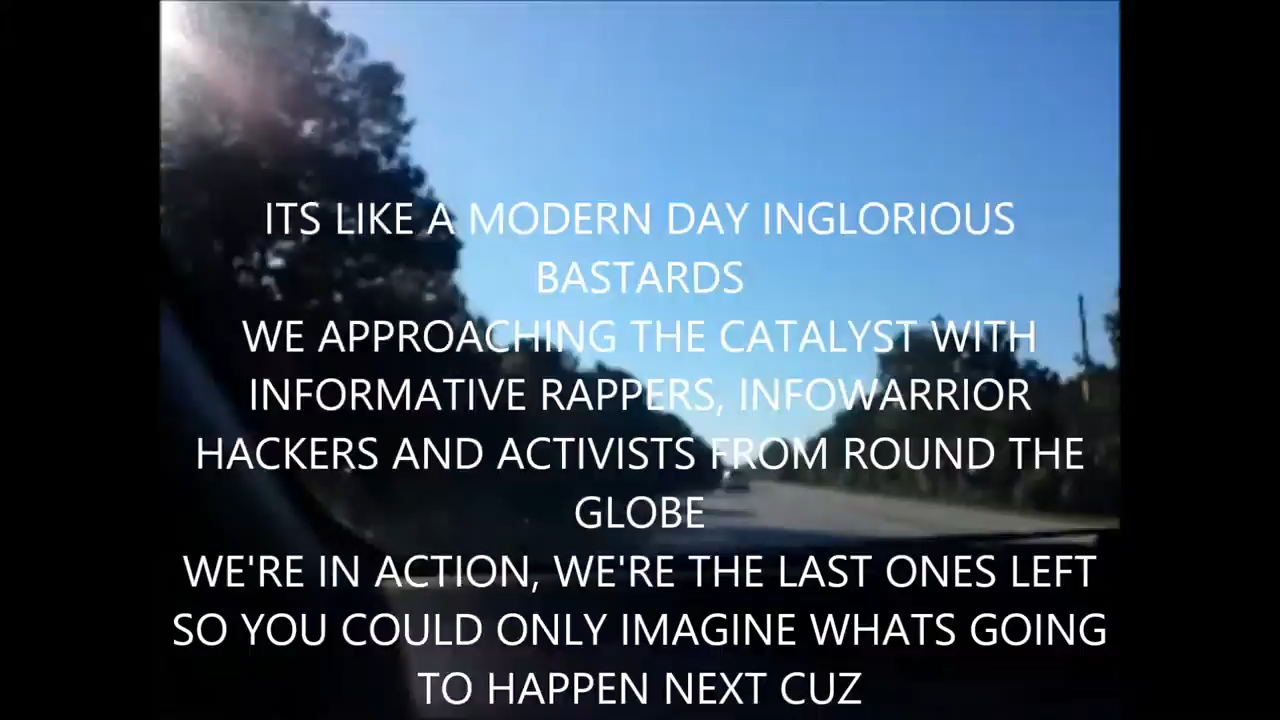 ITS LIKE A MODERN DAY INGLORIOUS
BASTARDS
WE APPROACHING THE CATALYST WITH
INFORMATIVE RAPPERS, INFOWARRIOR
HACKERS AND ACTIVISTS FROM ROUND THE
GLOBE
WE'RE IN ACTION, WE'RE THE LAST ONES LEFT
SO YOU COULD ONLY IMAGINE WHATS GOING
TO HAPPEN NEXT CUZ